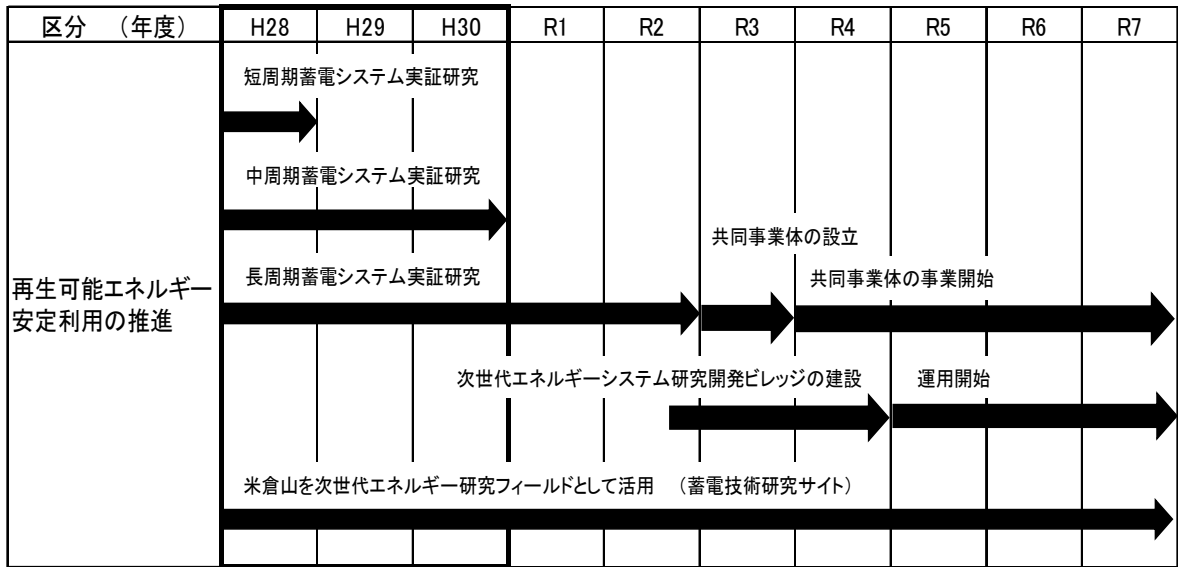 区分 （年度） H28 H29 H30 R1 R2 R3 R4 R5 R6 R7
短周期蓄電システム実証研究
中周期蓄電システム実証研究
共同事業体の設立
長周期蓄電システム実証研究 共同事業体の事業開始
再生可能エネルギー
安定利用の推進
次世代エネルギーシステム研究開発ビレッジの建設 運用開始
米倉山を次世代エネルギー研究フィールドとして活用 （蓄電技術研究サイト）